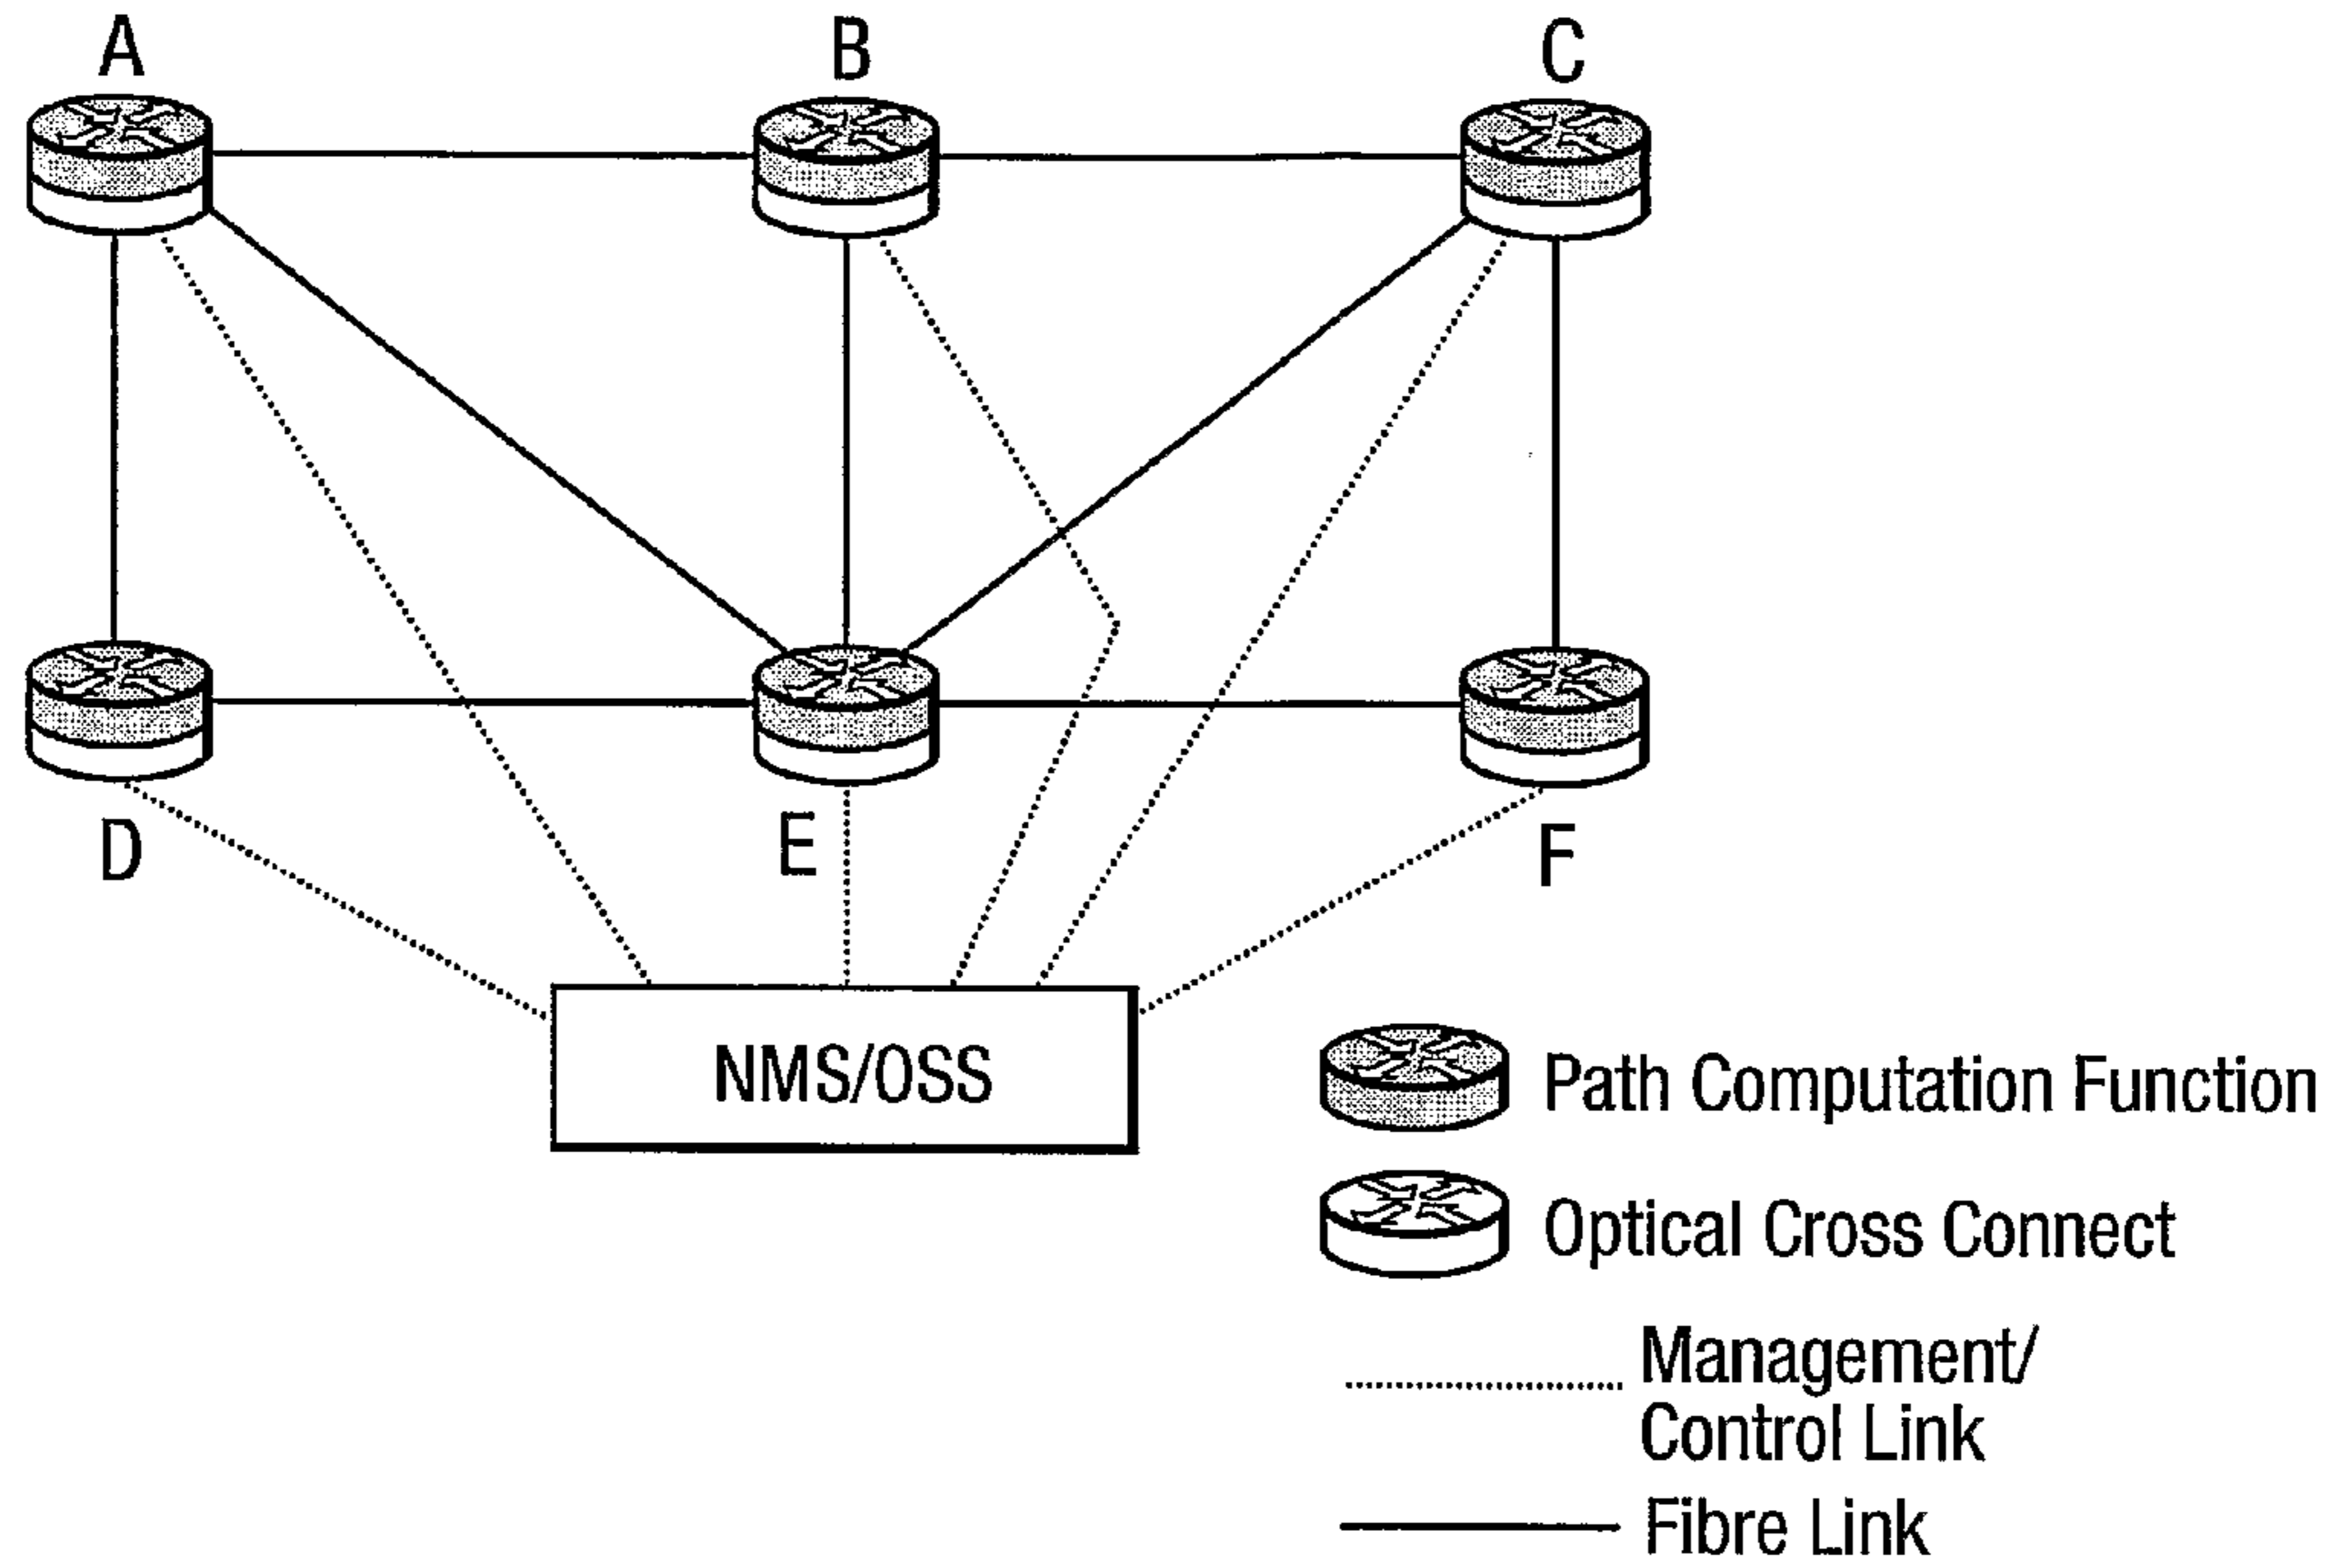 A
B
C
D
E
F
NMS/OSS
Path Computation Function
Optical Cross Connect
Management/
Control Link
Fibre Link